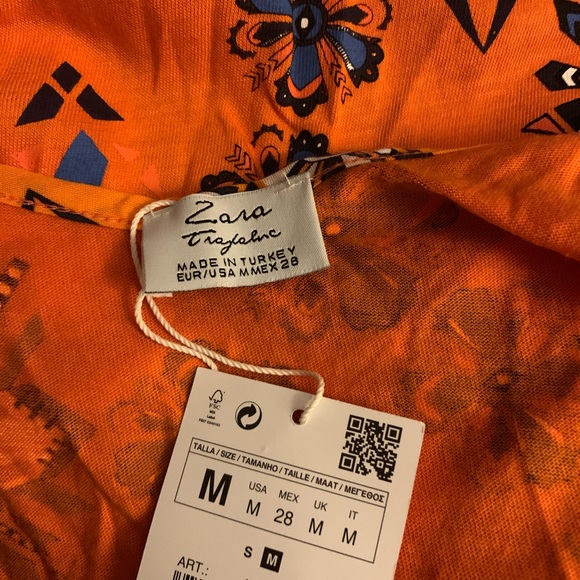 Zara
Trafaluc
MADE IN TURKEY
EUR/USA M MEX 28
FSC
TALLA / SIZE / TAMANHO / TAILLE / MAAT / ΜΕΓΕΘΟΣ
M
USA MEX UK IT
M 28 M M
S M
ART.: